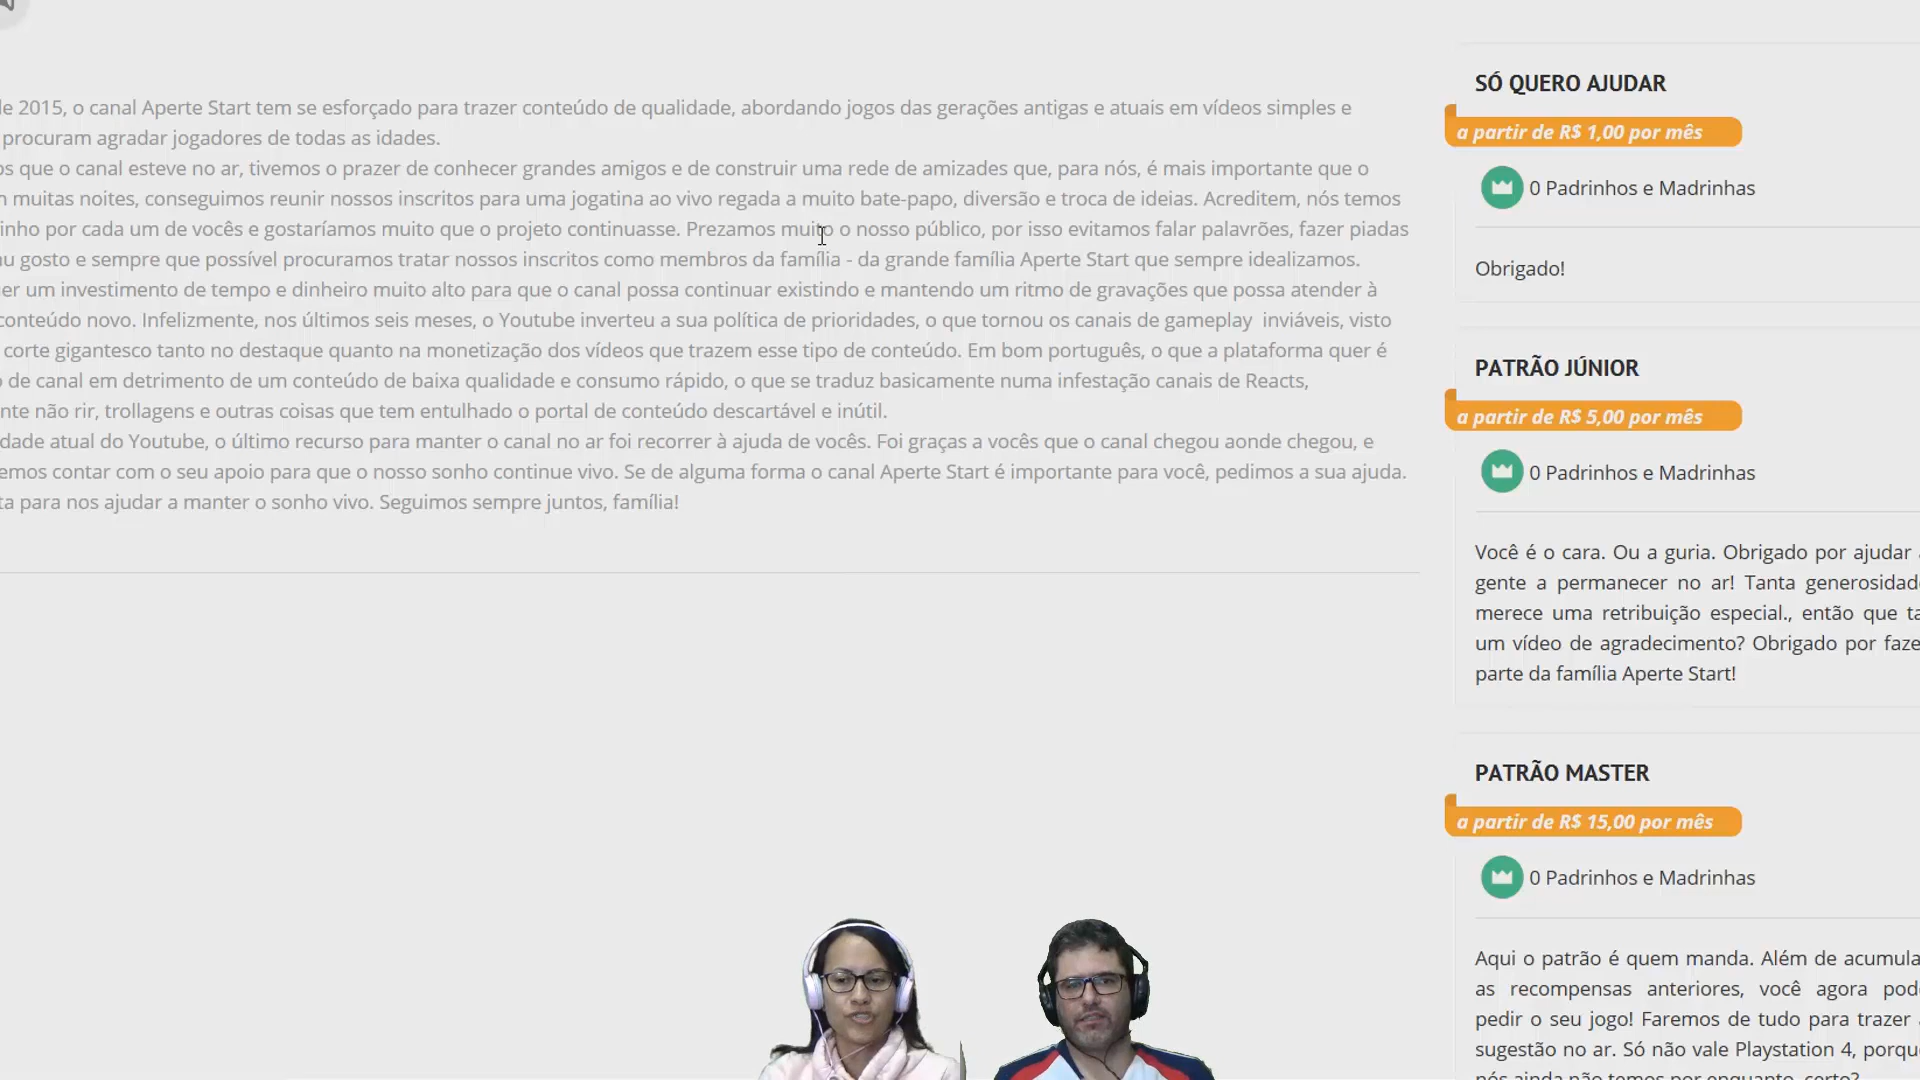 de 2015, o canal Aperte Start tem se esforçado para trazer conteúdo de qualidade, abordando jogos das gerações antigas e atuais em vídeos simples e
procuram agradar jogadores de todas as idades.
os que o canal esteve no ar, tivemos o prazer de conhecer grandes amigos e de construir uma rede de amizades que, para nós, é mais importante que o
muitas noites, conseguimos reunir nossos inscritos para uma jogatina ao vivo regada a muito bate-papo, diversão e troca de ideias. Acreditem, nós temos
inho por cada um de vocês e gostaríamos muito que o projeto continuasse. Prezamos muito o nosso público, por isso evitamos falar palavrões, fazer piadas
u gosto e sempre que possível procuramos tratar nossos inscritos como membros da família - da grande família Aperte Start que sempre idealizamos.
er um investimento de tempo e dinheiro muito alto para que o canal possa continuar existindo e mantendo um ritmo de gravações que possa atender à
conteúdo novo. Infelizmente, nos últimos seis meses, o Youtube inverteu a sua política de prioridades, o que tornou os canais de gameplay inviáveis, visto
corte gigantesco tanto no destaque quanto na monetização dos vídeos que trazem esse tipo de conteúdo. Em bom português, o que a plataforma quer é
o de canal em detrimento de um conteúdo de baixa qualidade e consumo rápido, o que se traduz basicamente numa infestação canais de Reacts,
nte não rir, trollagens e outras coisas que tem entulhado o portal de conteúdo descartável e inútil.
dade atual do Youtube, o último recurso para manter o canal no ar foi recorrer à ajuda de vocês. Foi graças a vocês que o canal chegou aonde chegou, e
emos contar com o seu apoio para que o nosso sonho continue vivo. Se de alguma forma o canal Aperte Start é importante para você, pedimos a sua ajuda.
ta para nos ajudar a manter o sonho vivo. Seguimos sempre juntos, família!
SÓ QUERO AJUDAR
a partir de R$ 1,00 por mês
0 Padrinhos e Madrinhas
Obrigado!
PATRÃO JÚNIOR
a partir de R$ 5,00 por mês
0 Padrinhos e Madrinhas
Você é o cara. Ou a guria. Obrigado por ajudar a
gente a permanecer no ar! Tanta generosidade
merece uma retribuição especial., então que ta
um vídeo de agradecimento? Obrigado por faze
parte da família Aperte Start!
PATRÃO MASTER
a partir de R$ 15,00 por mês
0 Padrinhos e Madrinhas
Aqui o patrão é quem manda. Além de acumula
as recompensas anteriores, você agora pode
pedir o seu jogo! Faremos de tudo para trazer a
sugestão no ar. Só não vale Playstation 4, porqu
nós ainda não temos por enquanto, certo?